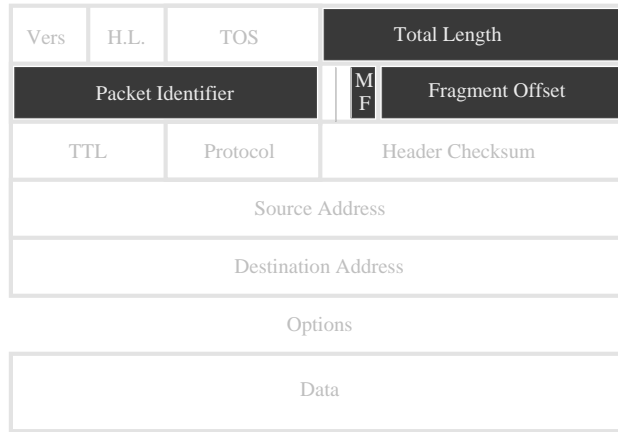 Vers H.L. TOS Total Length
Packet Identifier M
F Fragment Offset
TTL Protocol Header Checksum
Source Address
Destination Address
Options
Data